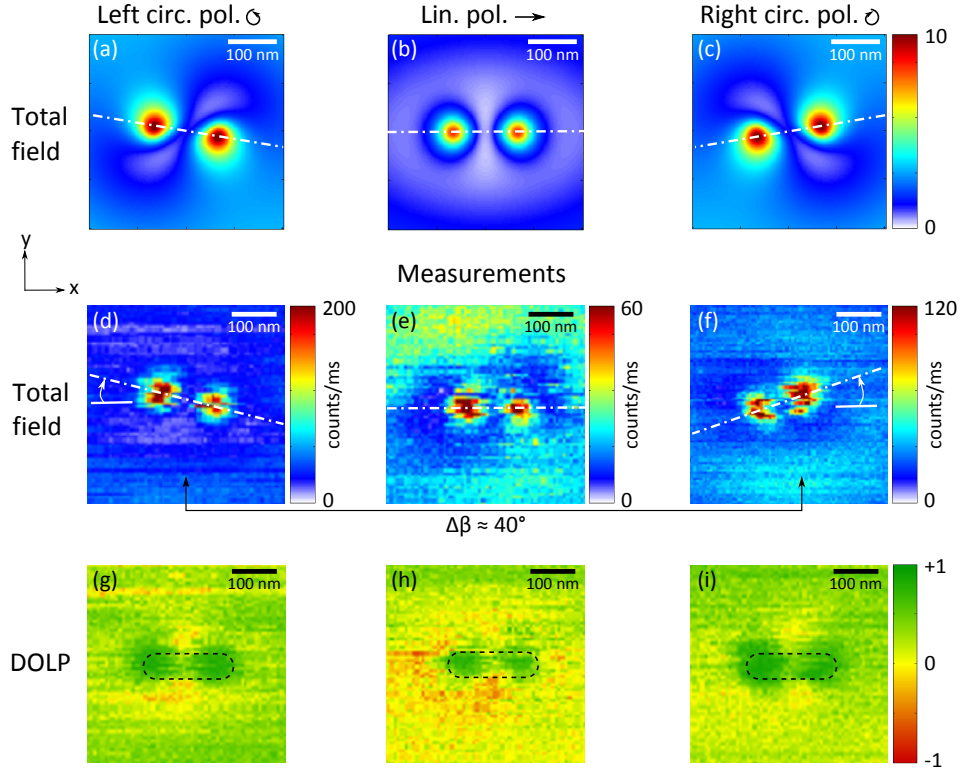 Left circ. pol.
Lin. pol.
Right circ. pol.
Total field
(a)
100 nm
(b)
100 nm
(c)
100 nm
10
0
y
x
Measurements
Total field
(d)
100 nm
200
counts/ms
0
(e)
100 nm
60
counts/ms
0
(f)
100 nm
120
counts/ms
0
Δβ ≈ 40°
DOLP
(g)
100 nm
(h)
100 nm
(i)
100 nm
+1
0
-1